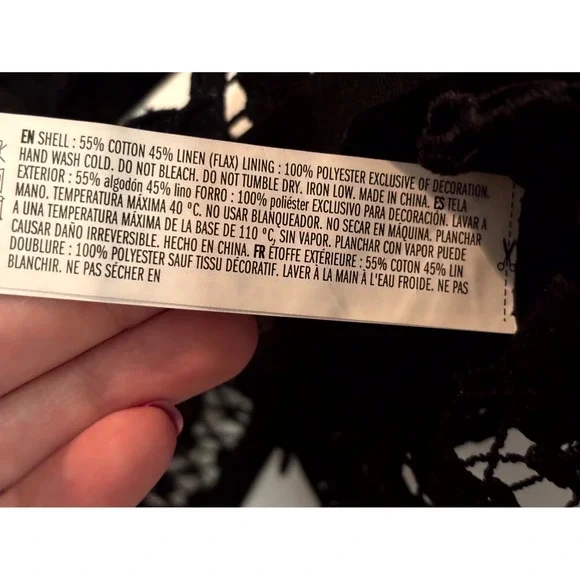 EN SHELL : 55% COTTON 45% LINEN (FLAX) LINING : 100% POLYESTER EXCLUSIVE OF DECORATION.
HAND WASH COLD. DO NOT BLEACH. DO NOT TUMBLE DRY. IRON LOW. MADE IN CHINA. ES TELA
EXTERIOR : 55% algodón 45% lino FORRO : 100% poliéster EXCLUSIVO PARA DECORACIÓN. LAVAR A
MANO. TEMPERATURA MÁXIMA 40 ºC. NO USAR BLANQUEADOR. NO SECAR EN MÁQUINA. PLANCHAR
A UNA TEMPERATURA MÁXIMA DE LA BASE DE 110 ºC, SIN VAPOR. PLANCHAR CON VAPOR PUEDE
CAUSAR DAÑO IRREVERSIBLE. HECHO EN CHINA. FR ÉTOFFE EXTÉRIEURE : 55% COTON 45% LIN
DOUBLURE : 100% POLYESTER SAUF TISSU DÉCORATIF. LAVER À LA MAIN À L'EAU FROIDE. NE PAS
BLANCHIR. NE PAS SÉCHER EN